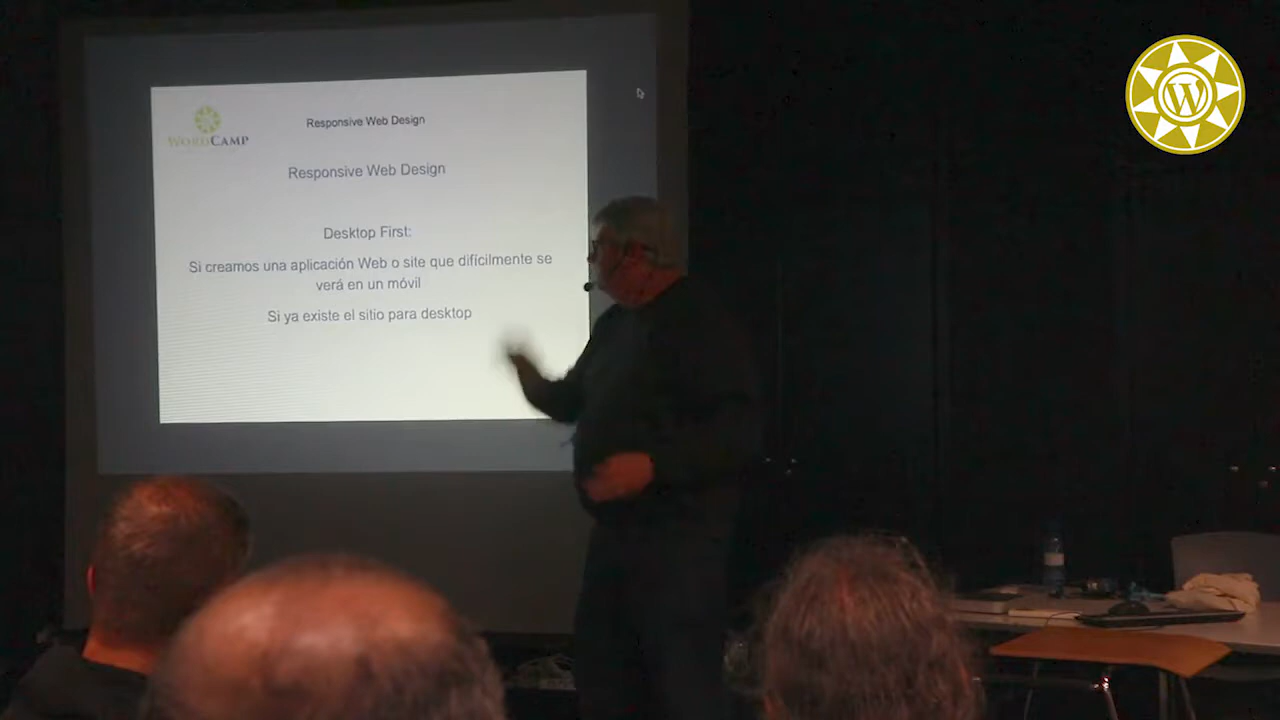 WORDCAMP
Responsive Web Design
Responsive Web Design
Desktop First:
Si creamos una aplicación Web o site que difícilmente se
verá en un móvil
Si ya existe el sitio para desktop